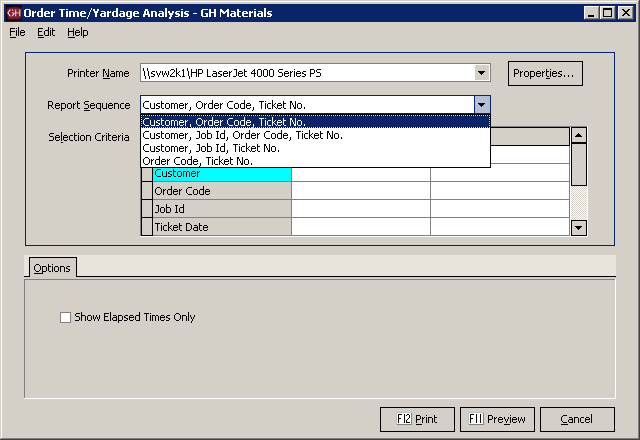 GH Order Time/Yardage Analysis - GH Materials
File Edit Help
Printer Name \\svw2k1\HP LaserJet 4000 Series PS Properties...
Report Sequence Customer, Order Code, Ticket No.
Customer, Order Code, Ticket No.
Selection Criteria Customer, Job Id, Order Code, Ticket No.
Customer, Job Id, Ticket No.
Order Code, Ticket No.
Customer
Order Code
Job Id
Ticket Date
Options
Show Elapsed Times Only
F12 Print F11 Preview Cancel